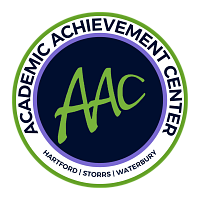 ACADEMIC ACHIEVEMENT CENTER
AAC
HARTFORD | STORRS | WATERBURY